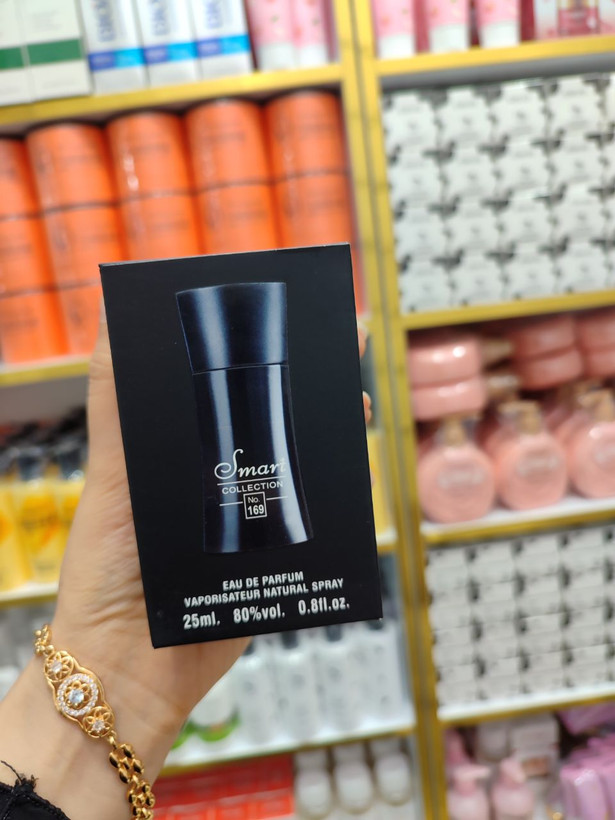 Smart
COLLECTION
No.
169
EAU DE PARFUM
VAPORISATEUR NATURAL SPRAY
25ml. 80%vol. 0.8fl.oz.